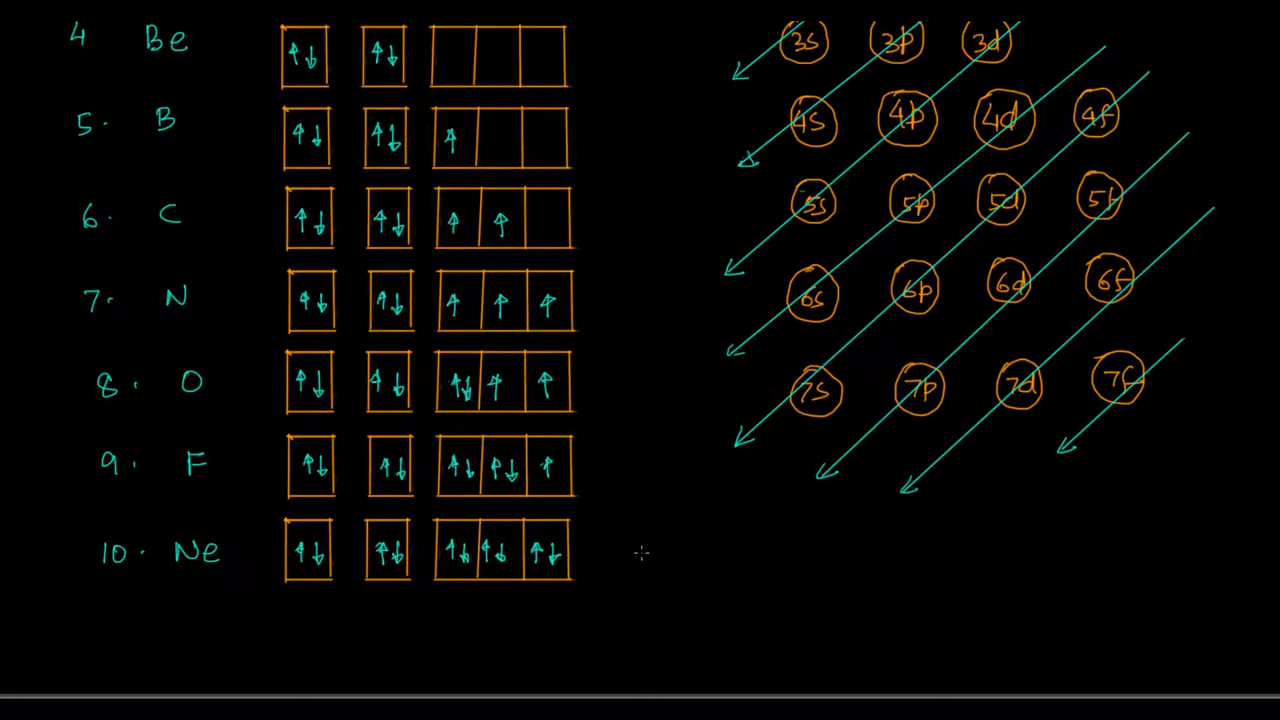 4 Be ↑↓ ↑↓
5. B ↑↓ ↑↓ ↑
6. C ↑↓ ↑↓ ↑ ↑
7. N ↑↓ ↑↓ ↑ ↑ ↑
8. O ↑↓ ↑↓ ↑↓ ↑ ↑
9. F ↑↓ ↑↓ ↑↓ ↑↓ ↑
10. Ne ↑↓ ↑↓ ↑↓ ↑↓ ↑↓
3s 3p 3d
4s 4p 4d 4f
5s 5p 5d 5f
6s 6p 6d 6f
7s 7p 7d 7f